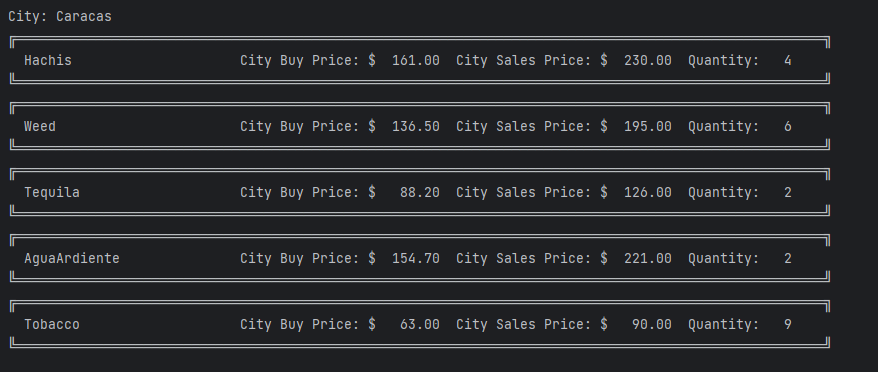 City: Caracas
Hachis City Buy Price: $ 161.00 City Sales Price: $ 230.00 Quantity: 4
Weed City Buy Price: $ 136.50 City Sales Price: $ 195.00 Quantity: 6
Tequila City Buy Price: $ 88.20 City Sales Price: $ 126.00 Quantity: 2
AguaArdiente City Buy Price: $ 154.70 City Sales Price: $ 221.00 Quantity: 2
Tobacco City Buy Price: $ 63.00 City Sales Price: $ 90.00 Quantity: 9